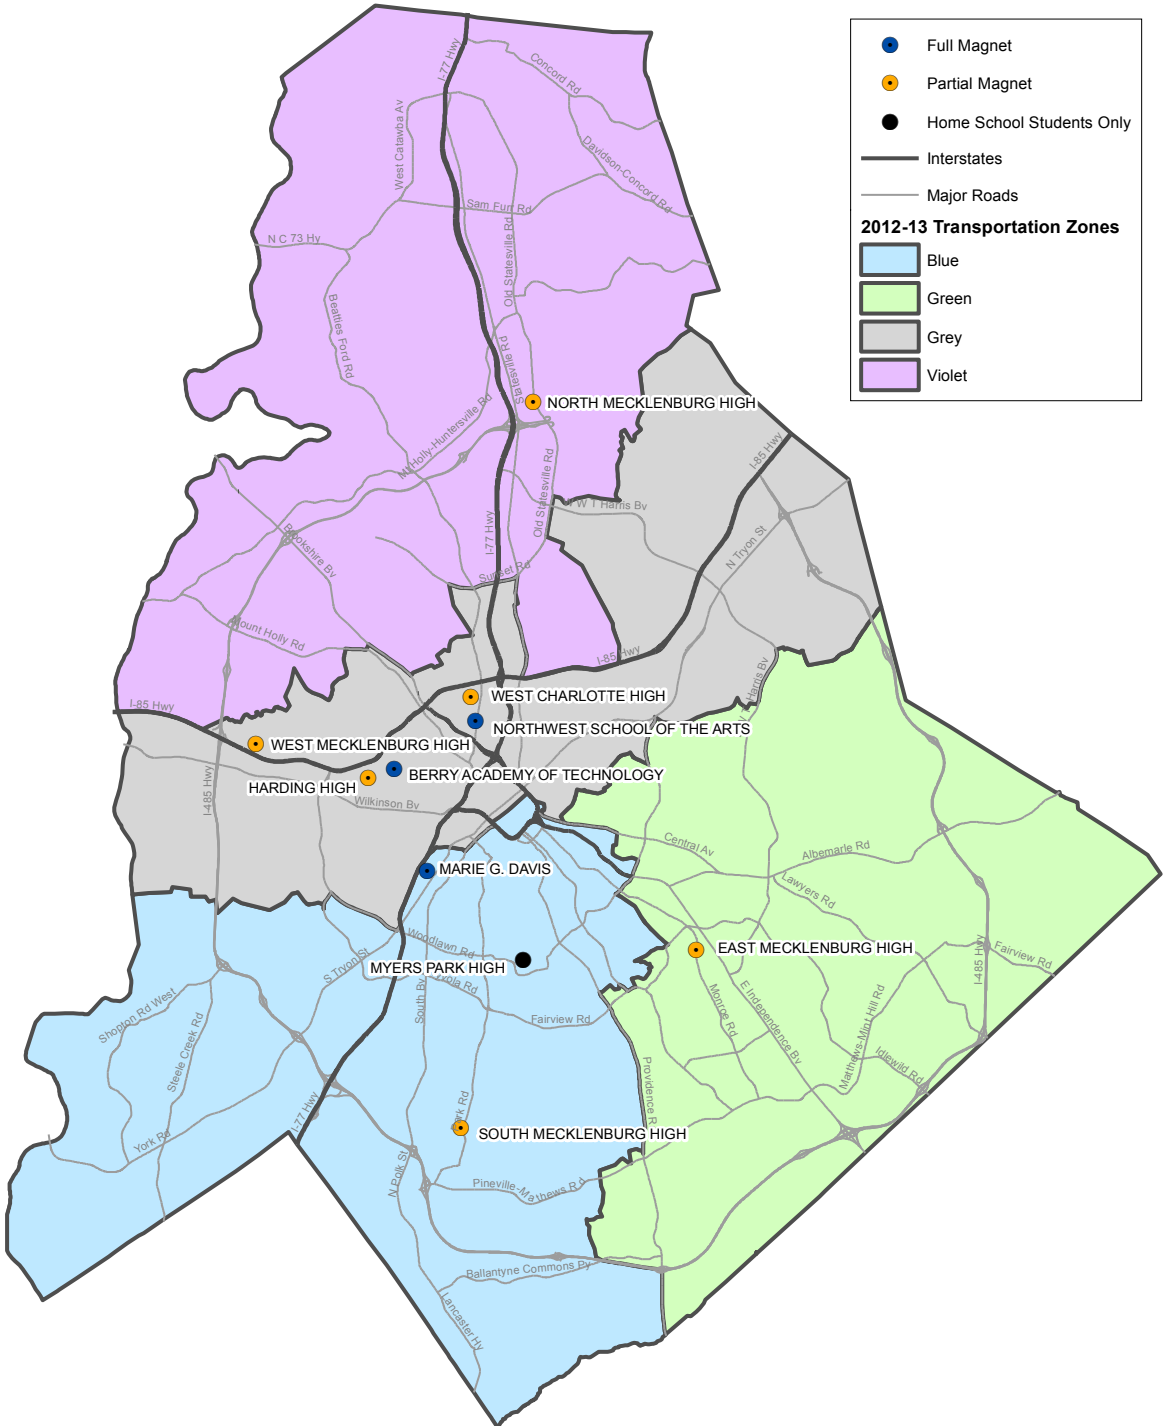 Full Magnet
Partial Magnet
Home School Students Only
Interstates
Major Roads
2012-13 Transportation Zones
Blue
Green
Grey
Violet
I-77 Hwy
Concord Rd
West Catawba Av
Davidson-Concord Rd
Sam Furr Rd
N C 73 Hy
Old Statesville Rd
Beatties Ford Rd
Statesville Rd
NORTH MECKLENBURG HIGH
Mt Holly-Huntersville Rd
I-85 Hwy
Old Statesville Rd
W T Harris Bv
I-77 Hwy
N Tryon St
Brookshire Bv
Sunset Rd
Mount Holly Rd
I-85 Hwy
Harris Bv
WEST CHARLOTTE HIGH
I-85 Hwy
NORTHWEST SCHOOL OF THE ARTS
WEST MECKLENBURG HIGH
BERRY ACADEMY OF TECHNOLOGY
HARDING HIGH
I-485 Hwy
Wilkinson Bv
Central Av
Albemarle Rd
MARIE G. DAVIS
Lawyers Rd
Woodlawn Rd
EAST MECKLENBURG HIGH
S Tryon St
MYERS PARK HIGH
I-485 Hwy
Fairview Rd
South Bv
Shopton Rd West
Fairview Rd
Monroe Rd
E Independence Bv
Matthews-Mint Hill Rd
Steele Creek Rd
Idlewild Rd
Providence R
I-77 Hwy
York Rd
SOUTH MECKLENBURG HIGH
N Polk St
Pineville-Mathews Rd
Ballantyne Commons Py
Lancaster Hy